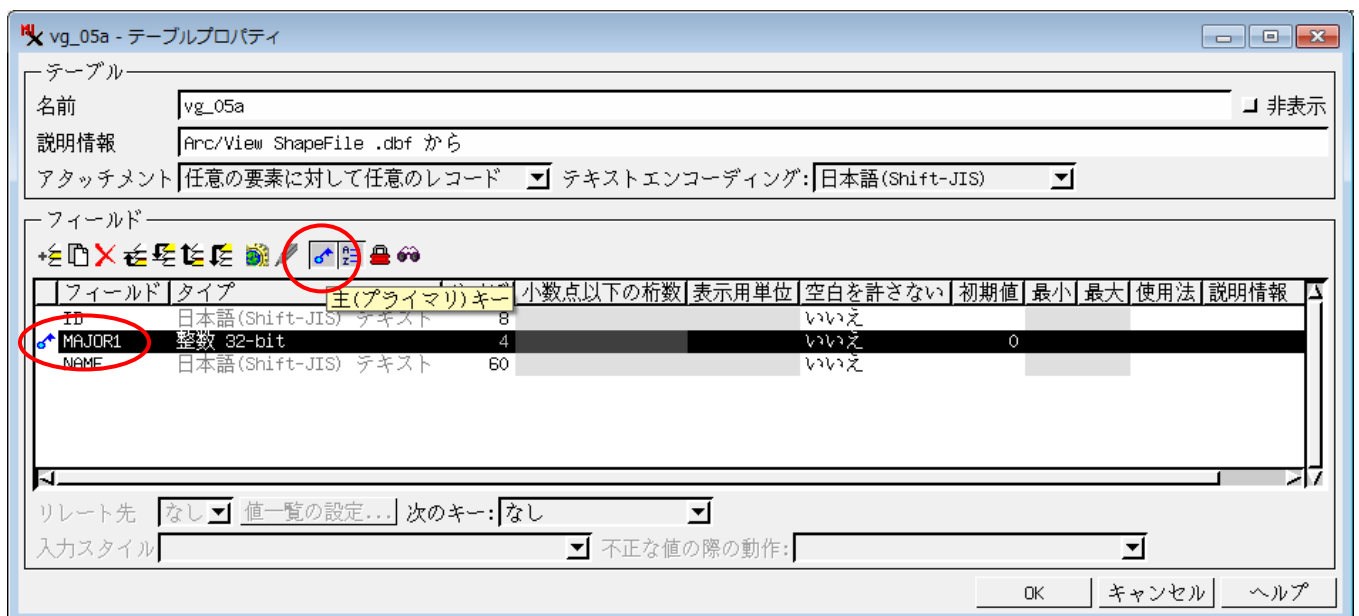 vg_05a - テーブルプロパティ
テーブル
名前 vg_05a 非表示
説明情報 Arc/View ShapeFile .dbf から
アタッチメント 任意の要素に対して任意のレコード テキストエンコーディング: 日本語(Shift-JIS)
フィールド
フィールド タイプ 小数点以下の桁数 表示用単位 空白を許さない 初期値 最小 最大 使用法 説明情報
主(プライマリ)キー
ID 日本語(Shift-JIS) テキスト 8 いいえ
MAJOR1 整数 32-bit 4 いいえ 0
NAME 日本語(Shift-JIS) テキスト 60 いいえ
リレート先 なし 値一覧の設定... 次のキー: なし
入力スタイル 不正な値の際の動作:
OK キャンセル ヘルプ